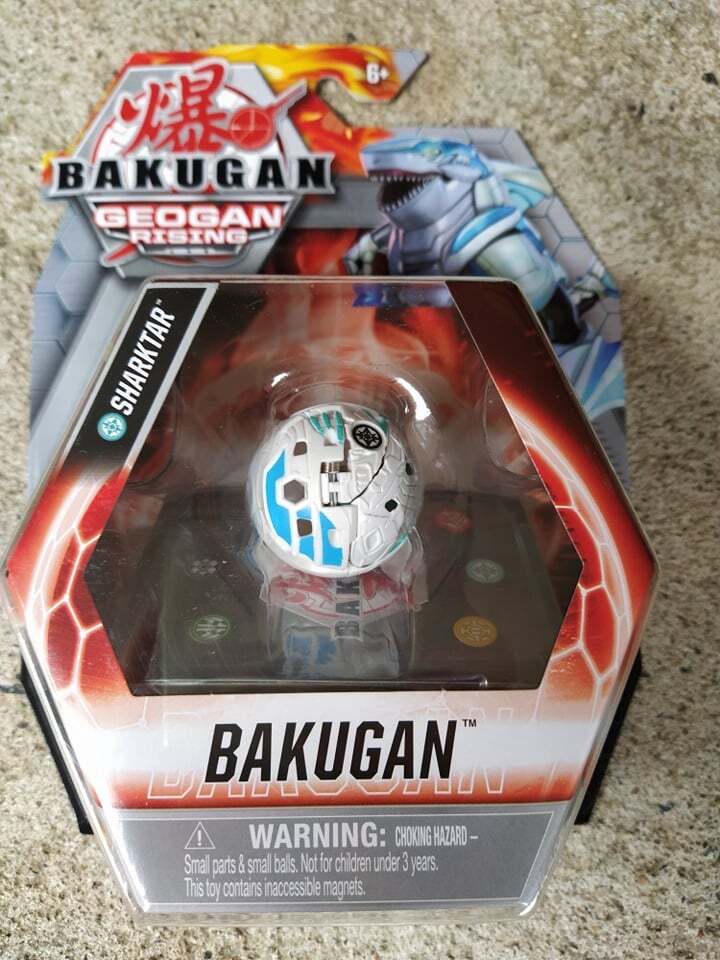 6+
爆
BAKUGAN
GEOGAN
RISING
SHARKTAR™
BAKUGAN™
WARNING: CHOKING HAZARD –
Small parts & small balls. Not for children under 3 years.
This toy contains inaccessible magnets.